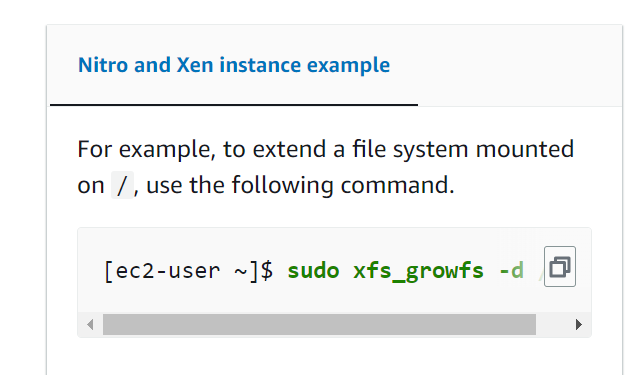 Nitro and Xen instance example
For example, to extend a file system mounted
on /, use the following command.
[ec2-user ~]$ sudo xfs_growfs -d /